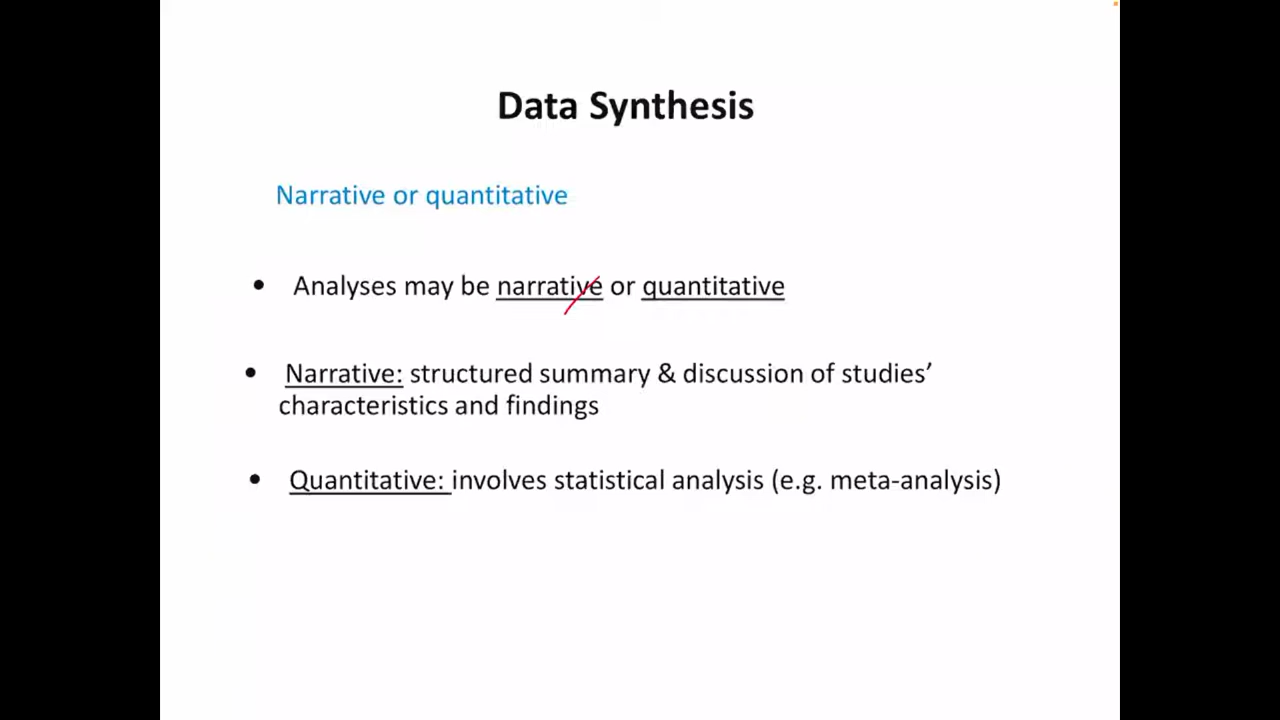 Data Synthesis
Narrative or quantitative
• Analyses may be narrative or quantitative
• Narrative: structured summary & discussion of studies’
characteristics and findings
• Quantitative: involves statistical analysis (e.g. meta-analysis)